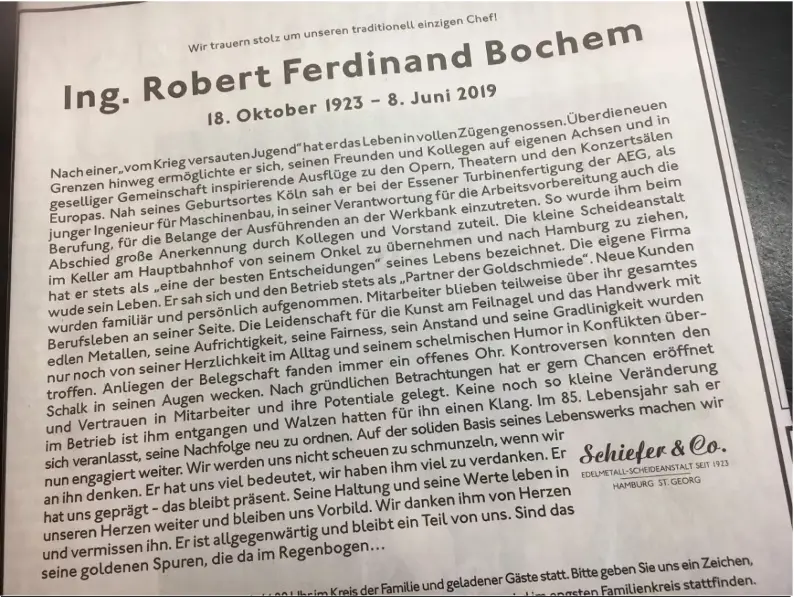 Wir trauern stolz um unseren traditionell einzigen Chef!
Ing. Robert Ferdinand Bochem
18. Oktober 1923 – 8. Juni 2019
Nach einer „vom Krieg versauten Jugend“ hat er das Leben in vollen Zügen genossen. Über die neuen
Grenzen hinweg ermöglichte er sich, seinen Freunden und Kollegen auf eigenen Achsen und in
geselliger Gemeinschaft inspirierende Ausflüge zu den Opern, Theatern und den Konzertsälen
Europas. Nah seines Geburtsortes Köln sah er bei der Essener Turbinenfertigung der AEG, als
junger Ingenieur für Maschinenbau, in seiner Verantwortung für die Arbeitsvorbereitung auch die
Berufung, für die Belange der Ausführenden an der Werkbank einzutreten. So wurde ihm beim
Abschied große Anerkennung durch Kollegen und Vorstand zuteil. Die kleine Scheideanstalt
im Keller am Hauptbahnhof von seinem Onkel zu übernehmen und nach Hamburg zu ziehen,
hat er stets als „eine der besten Entscheidungen“ seines Lebens bezeichnet. Die eigene Firma
wude sein Leben. Er sah sich und den Betrieb stets als „Partner der Goldschmiede“. Neue Kunden
wurden familiär und persönlich aufgenommen. Mitarbeiter blieben teilweise über ihr gesamtes
Berufsleben an seiner Seite. Die Leidenschaft für die Kunst am Feilnagel und das Handwerk mit
edlen Metallen, seine Aufrichtigkeit, seine Fairness, sein Anstand und seine Gradlinigkeit wurden
nur noch von seiner Herzlichkeit im Alltag und seinem schelmischen Humor in Konflikten über-
troffen. Anliegen der Belegschaft fanden immer ein offenes Ohr. Kontroversen konnten den
Schalk in seinen Augen wecken. Nach gründlichen Betrachtungen hat er gern Chancen eröffnet
und Vertrauen in Mitarbeiter und ihre Potentiale gelegt. Keine noch so kleine Veränderung
im Betrieb ist ihm entgangen und Walzen hatten für ihn einen Klang. Im 85. Lebensjahr sah er
sich veranlasst, seine Nachfolge neu zu ordnen. Auf der soliden Basis seines Lebenswerks machen wir
nun engagiert weiter. Wir werden uns nicht scheuen zu schmunzeln, wenn wir
an ihn denken. Er hat uns viel bedeutet, wir haben ihm viel zu verdanken. Er
hat uns geprägt – das bleibt präsent. Seine Haltung und seine Werte leben in
unseren Herzen weiter und bleiben uns Vorbild. Wir danken ihm von Herzen
und vermissen ihn. Er ist allgegenwärtig und bleibt ein Teil von uns. Sind das
seine goldenen Spuren, die da im Regenbogen…
Schiefer & Co.
EDELMETALL-SCHEIDEANSTALT SEIT 1923
HAMBURG ST. GEORG
Uhr im Kreis der Familie und geladener Gäste statt. Bitte geben Sie uns ein Zeichen,
engsten Familienkreis stattfinden.